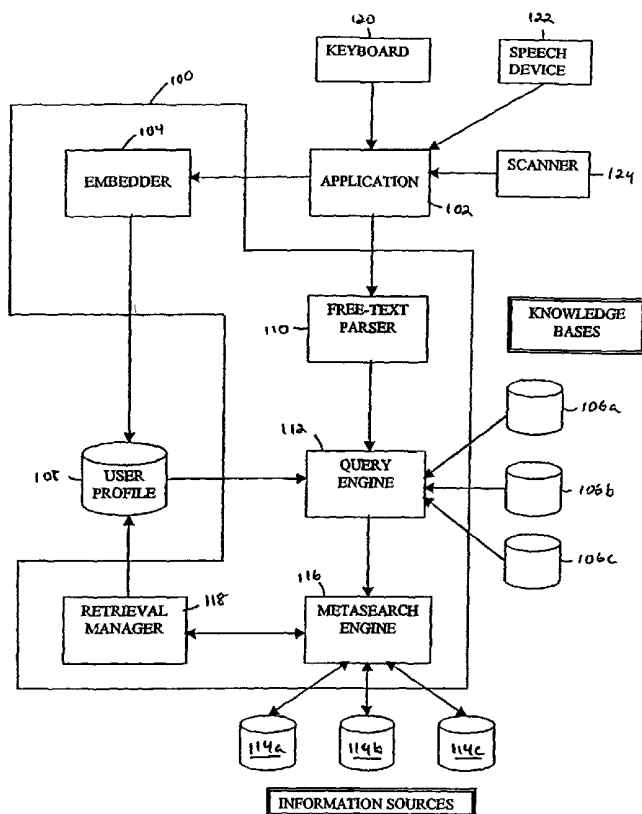 120
KEYBOARD
122
SPEECH
DEVICE
100
104
EMBEDDER
APPLICATION
102
SCANNER
124
110
FREE-TEXT
PARSER
KNOWLEDGE
BASES
112
QUERY
ENGINE
106a
108
USER
PROFILE
106b
106c
RETRIEVAL
MANAGER
118
116
METASEARCH
ENGINE
114a
114b
114c
INFORMATION SOURCES